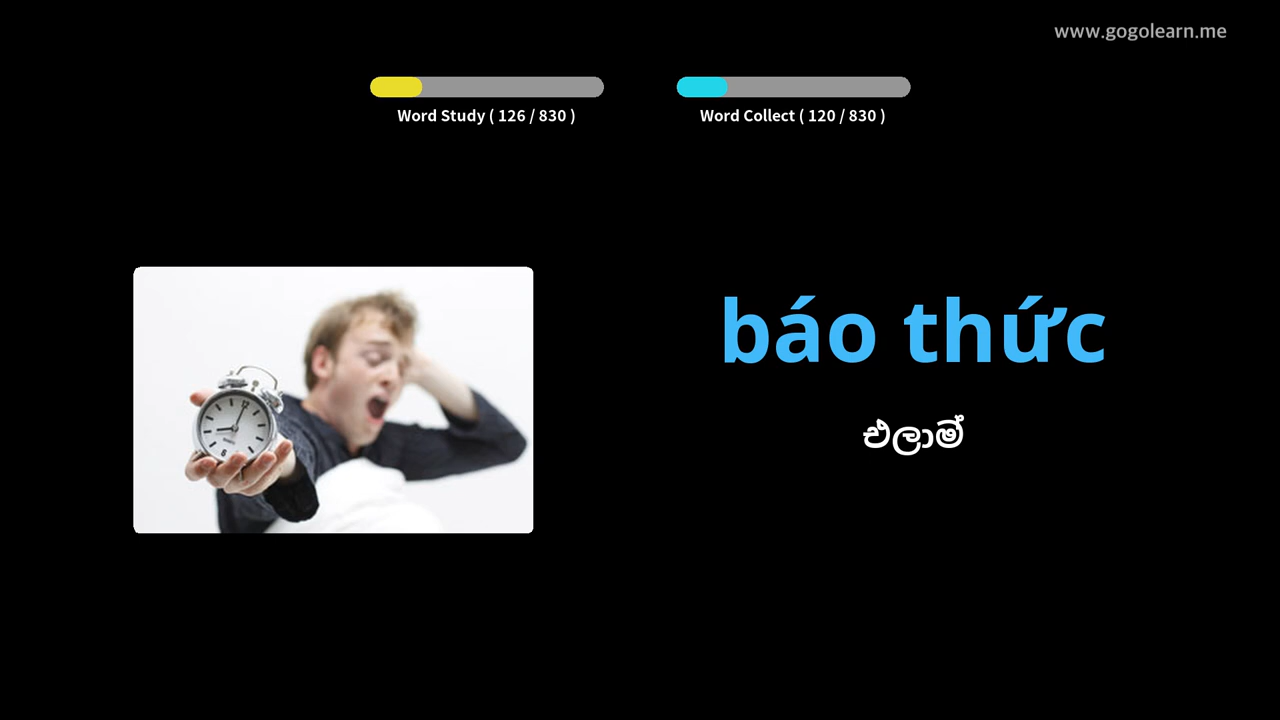 www.gogolearn.me
Word Study ( 126 / 830 )
Word Collect ( 120 / 830 )
báo thức
එලාම්